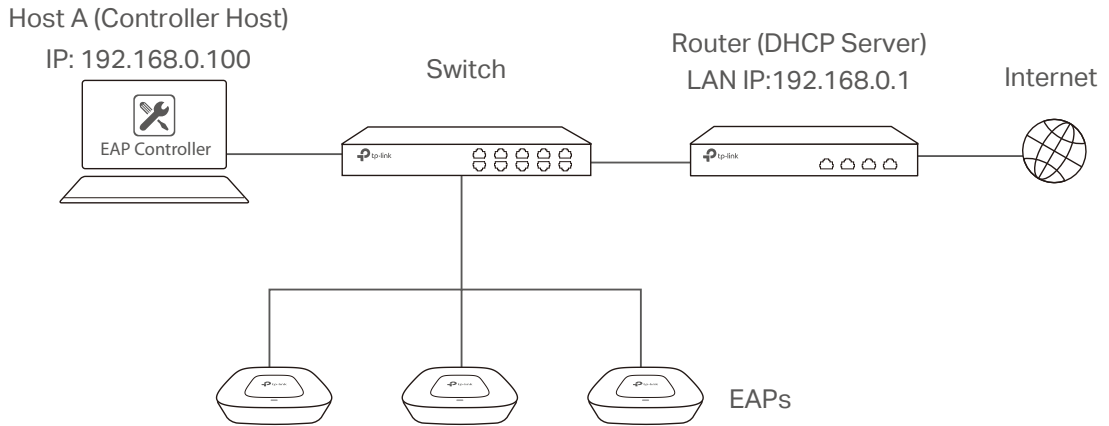 Host A (Controller Host)
IP: 192.168.0.100
EAP Controller
Switch
tp-link
Router (DHCP Server)
LAN IP:192.168.0.1
tp-link
Internet
tp-link
tp-link
tp-link
EAPs